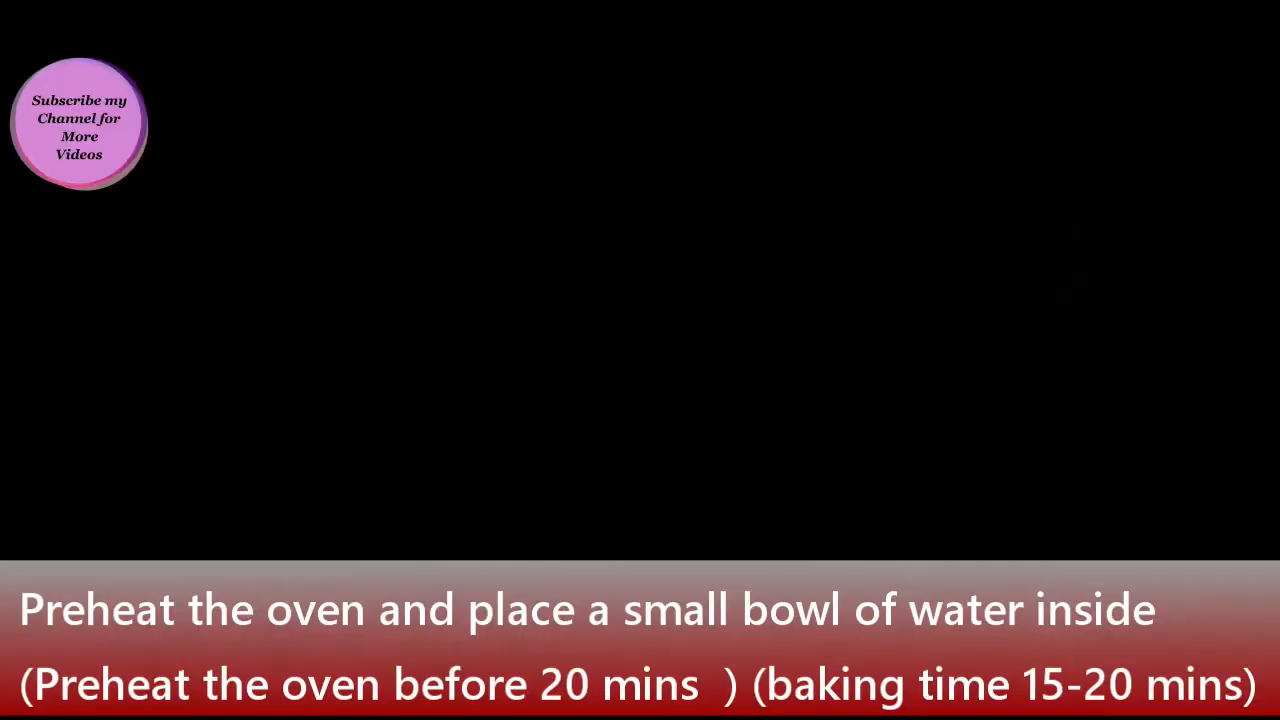 Subscribe my
Channel for
More
Videos
Preheat the oven and place a small bowl of water inside
(Preheat the oven before 20 mins  ) (baking time 15-20 mins)